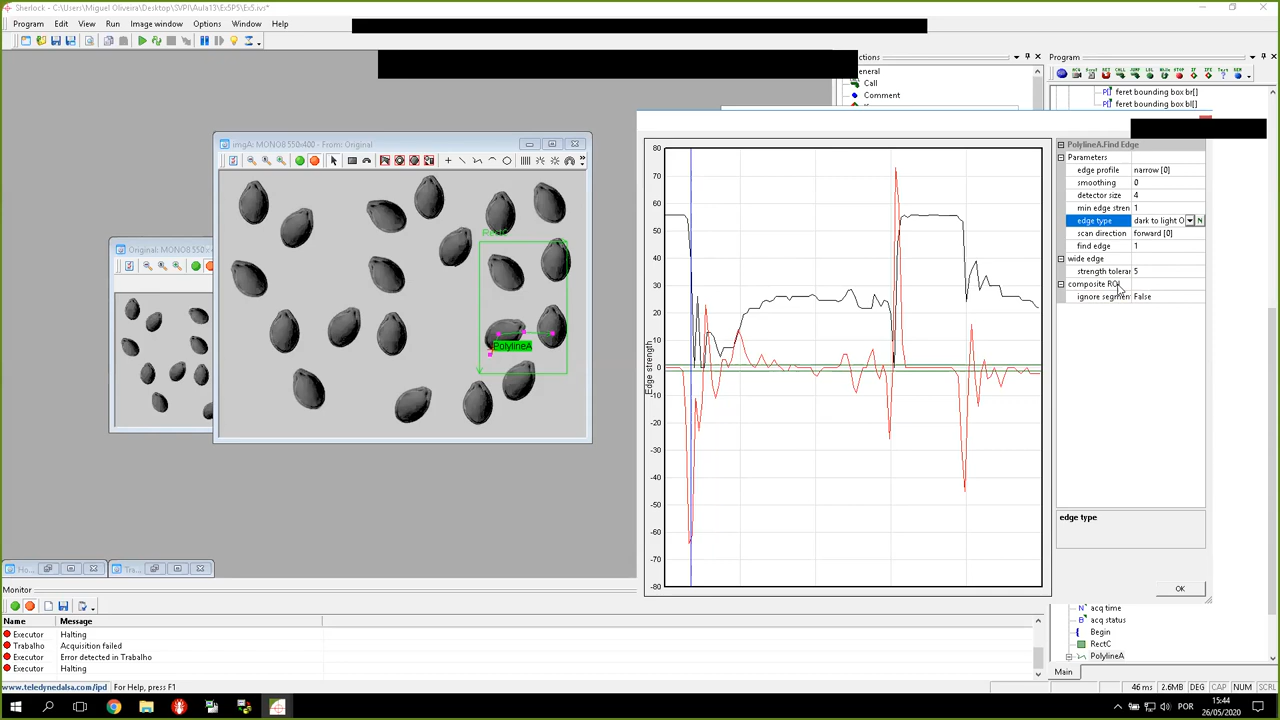 Sherlock - C:\Users\Miguel Oliveira\Desktop\SVPI\Aula13\Ex5P5\Ex5.ivs*
Program Edit View Run Image window Options Window Help
General
Call
Comment
Program
feret bounding box br[]
feret bounding box bl[]
imgA: MONO8 550x400 - From: Original
Original: MONO8 550x4
RectC
PolylineA
80
70
60
50
40
30
20
10
0
-10
-20
-30
-40
-50
-60
-70
-80
Edge strength
PolylineA.Find Edge
Parameters
edge profile narrow [0]
smoothing 0
detector size 4
min edge stren 1
edge type dark to light O N
scan direction forward [0]
find edge 1
wide edge
strength tolerar 5
composite ROI
ignore segmen False
edge type
OK
Ho...
Tra...
Monitor
Name Message
Executor Halting
Trabalho Acquisition failed
Executor Error detected in Trabalho
Executor Halting
N acq time
B acq status
Begin
RectC
PolylineA
Main
www.teledynedalsa.com/ipd For Help, press F1
46 ms 2.6MB DEG CAP NUM SCRL
POR
15:44
26/05/2020